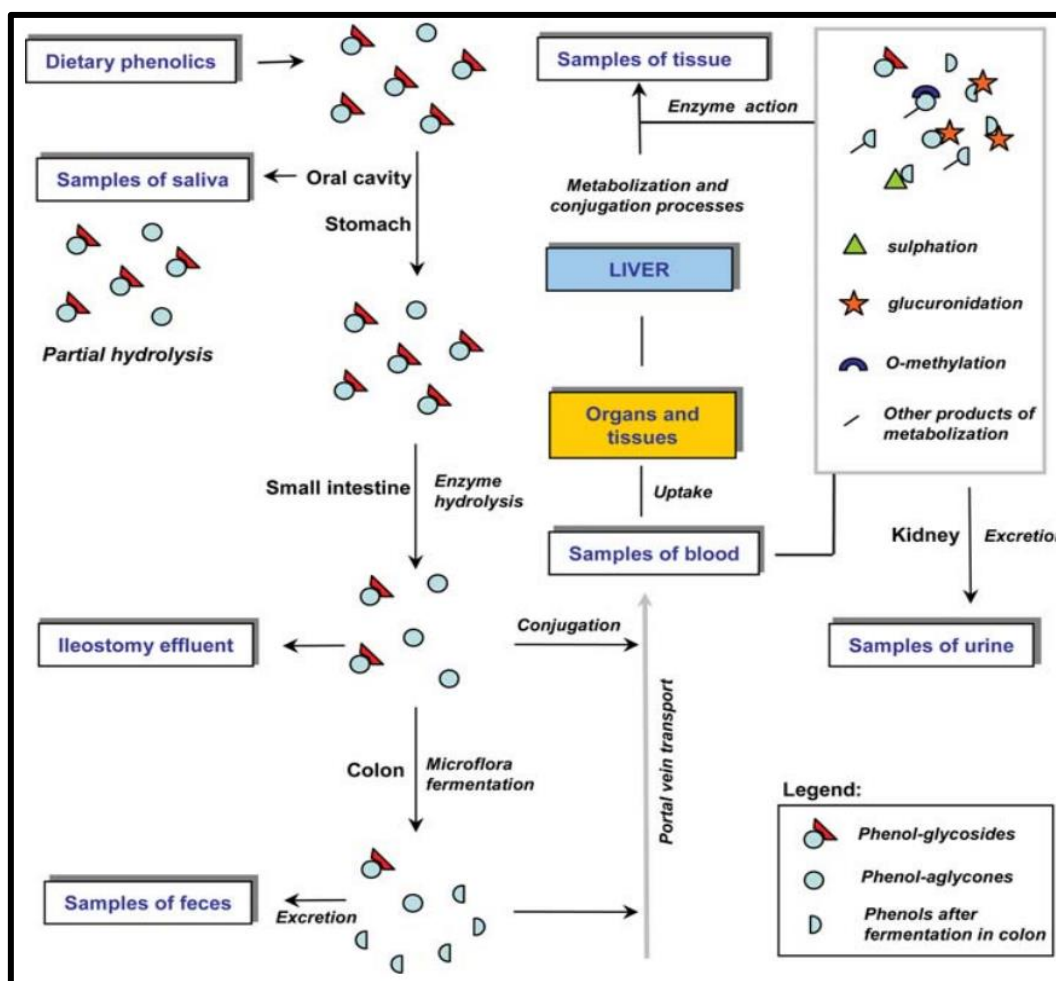 Dietary phenolics
Samples of tissue
Enzyme action
Samples of saliva
Oral cavity
Stomach
Metabolization and
conjugation processes
Partial hydrolysis
LIVER
sulphation
glucuronidation
O-methylation
Other products of
metabolization
Organs and
tissues
Small intestine
Enzyme
hydrolysis
Uptake
Samples of blood
Kidney
Excretion
Ileostomy effluent
Conjugation
Samples of urine
Portal vein transport
Colon
Microflora
fermentation
Samples of feces
Excretion
Legend:
Phenol-glycosides
Phenol-aglycones
Phenols after
fermentation in colon